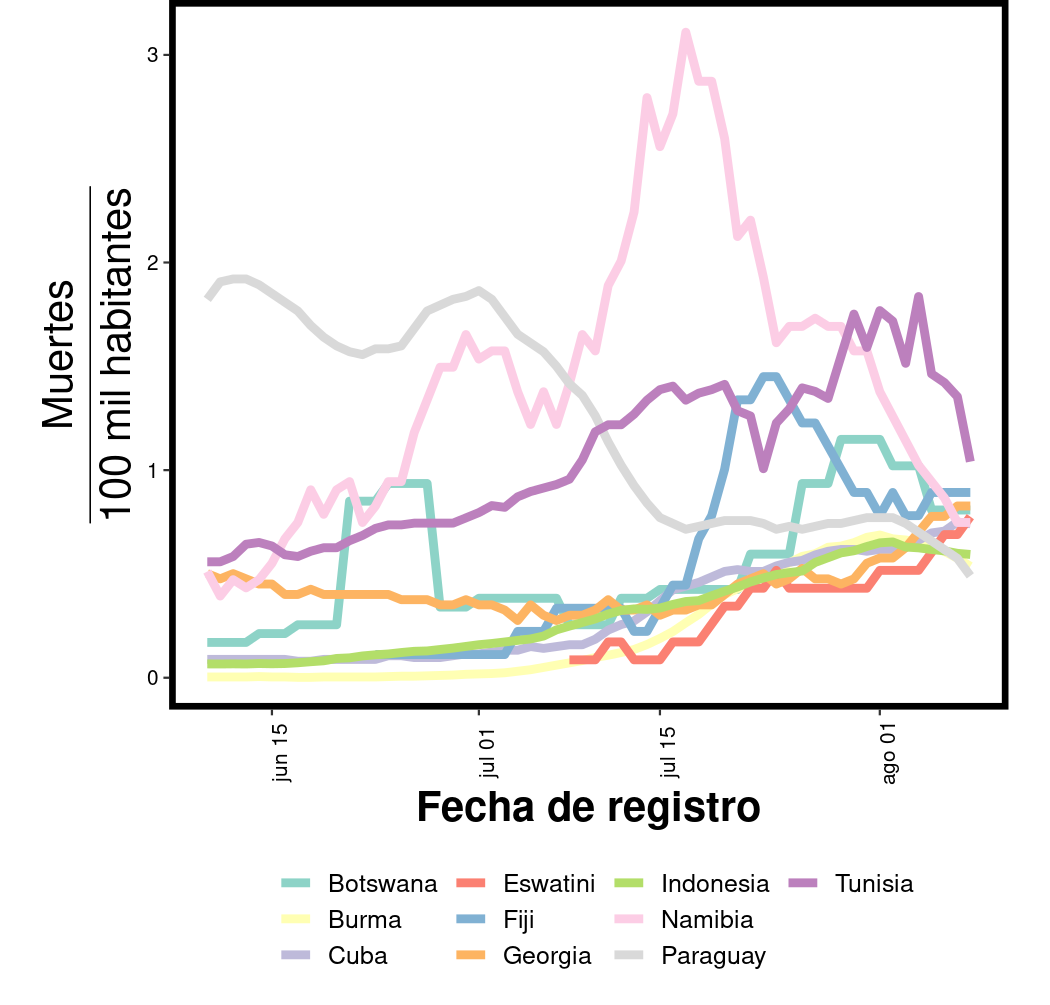 Muertes
100 mil habitantes
3
2
1
0
jun 15
jul 01
jul 15
ago 01
Fecha de registro
Botswana Eswatini Indonesia Tunisia
Burma Fiji Namibia
Cuba Georgia Paraguay